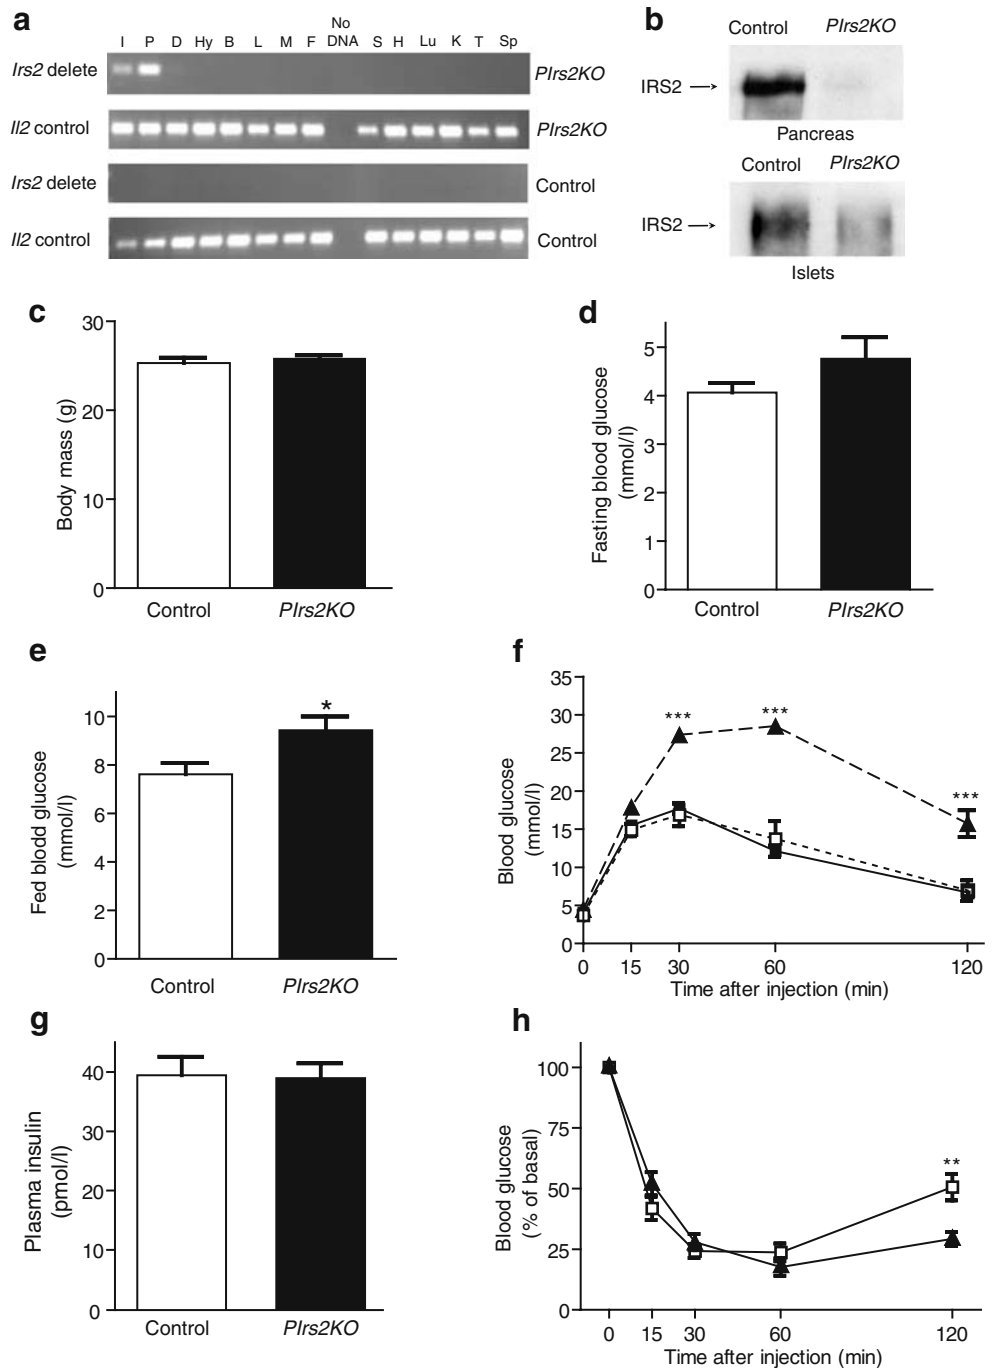 a
I P D Hy B L M F No DNA S H Lu K T Sp
Irs2 delete PIrs2KO
Il2 control PIrs2KO
Irs2 delete Control
Il2 control Control
b
Control PIrs2KO
IRS2
Pancreas
Control PIrs2KO
IRS2
Islets
c
Body mass (g)
30
20
10
0
Control PIrs2KO
d
Fasting blood glucose
(mmol/l)
5
4
3
2
1
0
Control PIrs2KO
e
Fed blodd glucose
(mmol/l)
10
8
6
4
2
0
*
Control PIrs2KO
f
Blood glucose
(mmol/l)
35
30
25
20
15
10
5
0
*** *** ***
0 15 30 60 120
Time after injection (min)
g
Plasma insulin
(pmol/l)
40
30
20
10
0
Control PIrs2KO
h
Blood glucose
(% of basal)
100
75
50
25
0
**
0 15 30 60 120
Time after injection (min)